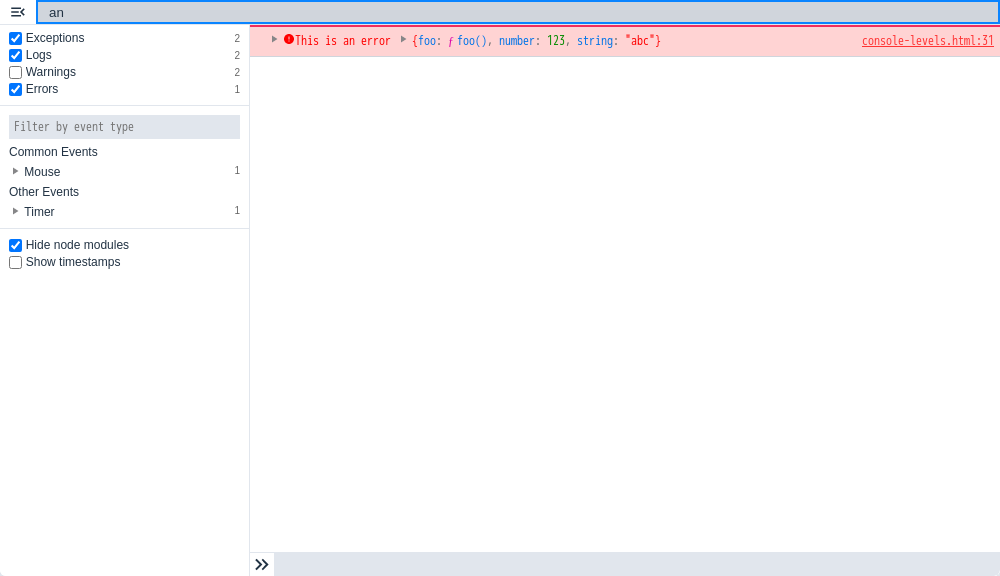 an
Exceptions 2
Logs 2
Warnings 2
Errors 1
Filter by event type
Common Events
Mouse 1
Other Events
Timer 1
Hide node modules
Show timestamps
This is an error {foo: ƒ foo(), number: 123, string: "abc"} console-levels.html:31